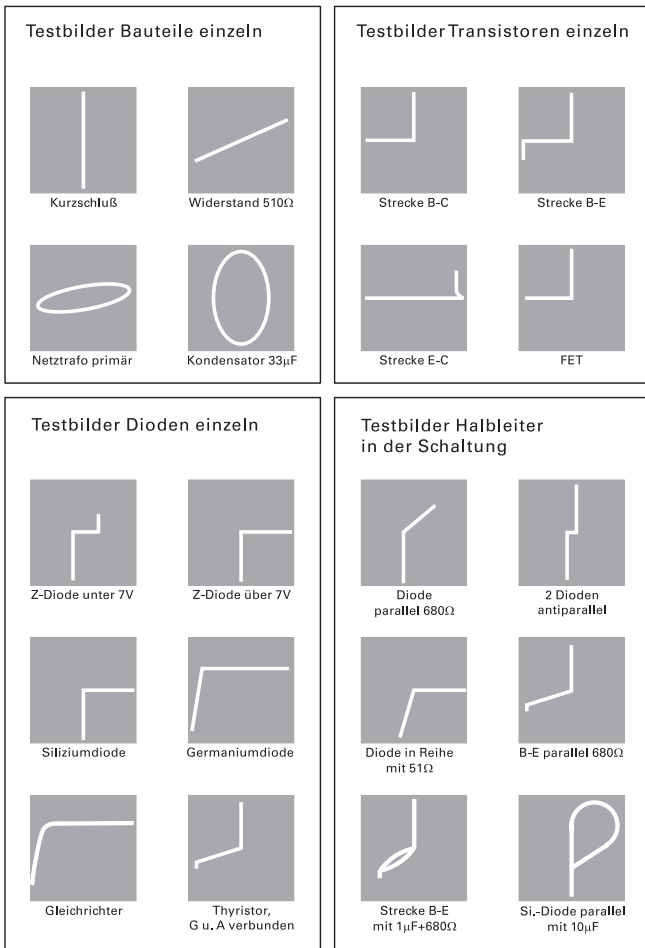 Testbilder Bauteile einzeln
Kurzschluß
Widerstand 510Ω
Netztrafo primär
Kondensator 33µF
Testbilder Transistoren einzeln
Strecke B-C
Strecke B-E
Strecke E-C
FET
Testbilder Dioden einzeln
Z-Diode unter 7V
Z-Diode über 7V
Siliziumdiode
Germaniumdiode
Gleichrichter
Thyristor,
G u. A verbunden
Testbilder Halbleiter
in der Schaltung
Diode
parallel 680Ω
2 Dioden
antiparallel
Diode in Reihe
mit 51Ω
B-E parallel 680Ω
Strecke B-E
mit 1µF+680Ω
Si.-Diode parallel
mit 10µF